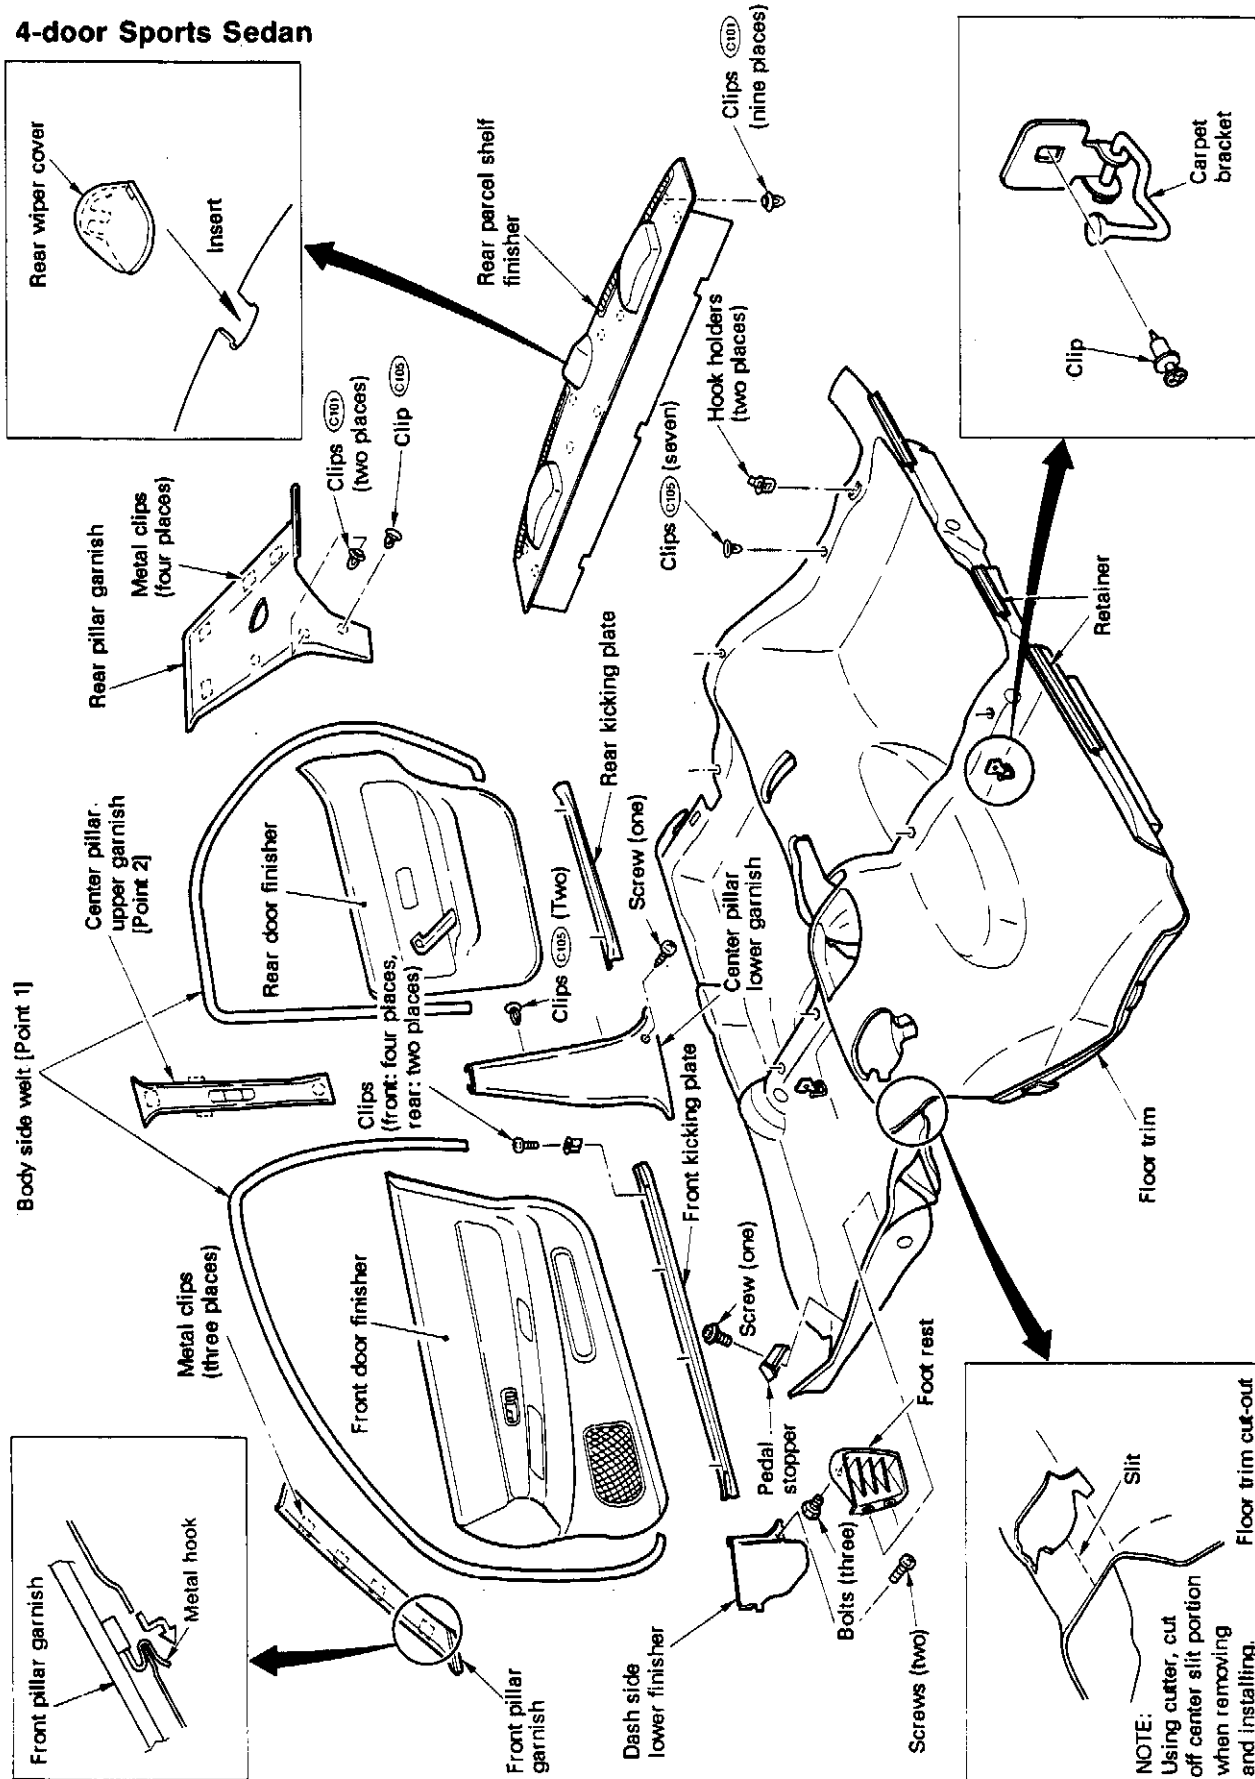 4-door Sports Sedan
Rear wiper cover
Insert
Clips C101
(nine places)
Rear parcel shelf
finisher
Carpet
bracket
Clip
Rear pillar garnish
Metal clips
(four places)
Clips C101
(two places)
Clip C105
Clips C105 (seven)
Hook holders
(two places)
Retainer
Body side welt [Point 1]
Center pillar
upper garnish
[Point 2]
Rear door finisher
Clips
(front: four places,
rear: two places)
Clips C105 (Two)
Rear kicking plate
Screw (one)
Center pillar
lower garnish
Metal clips
(three places)
Front door finisher
Front kicking plate
Screw (one)
Pedal
stopper
Foot rest
Floor trim
Front pillar garnish
Metal hook
Front pillar
garnish
Dash side
lower finisher
Bolts (three)
Screws (two)
Slit
NOTE:
Using cutter, cut
off center slit portion
when removing
and installing.
Floor trim cut-out